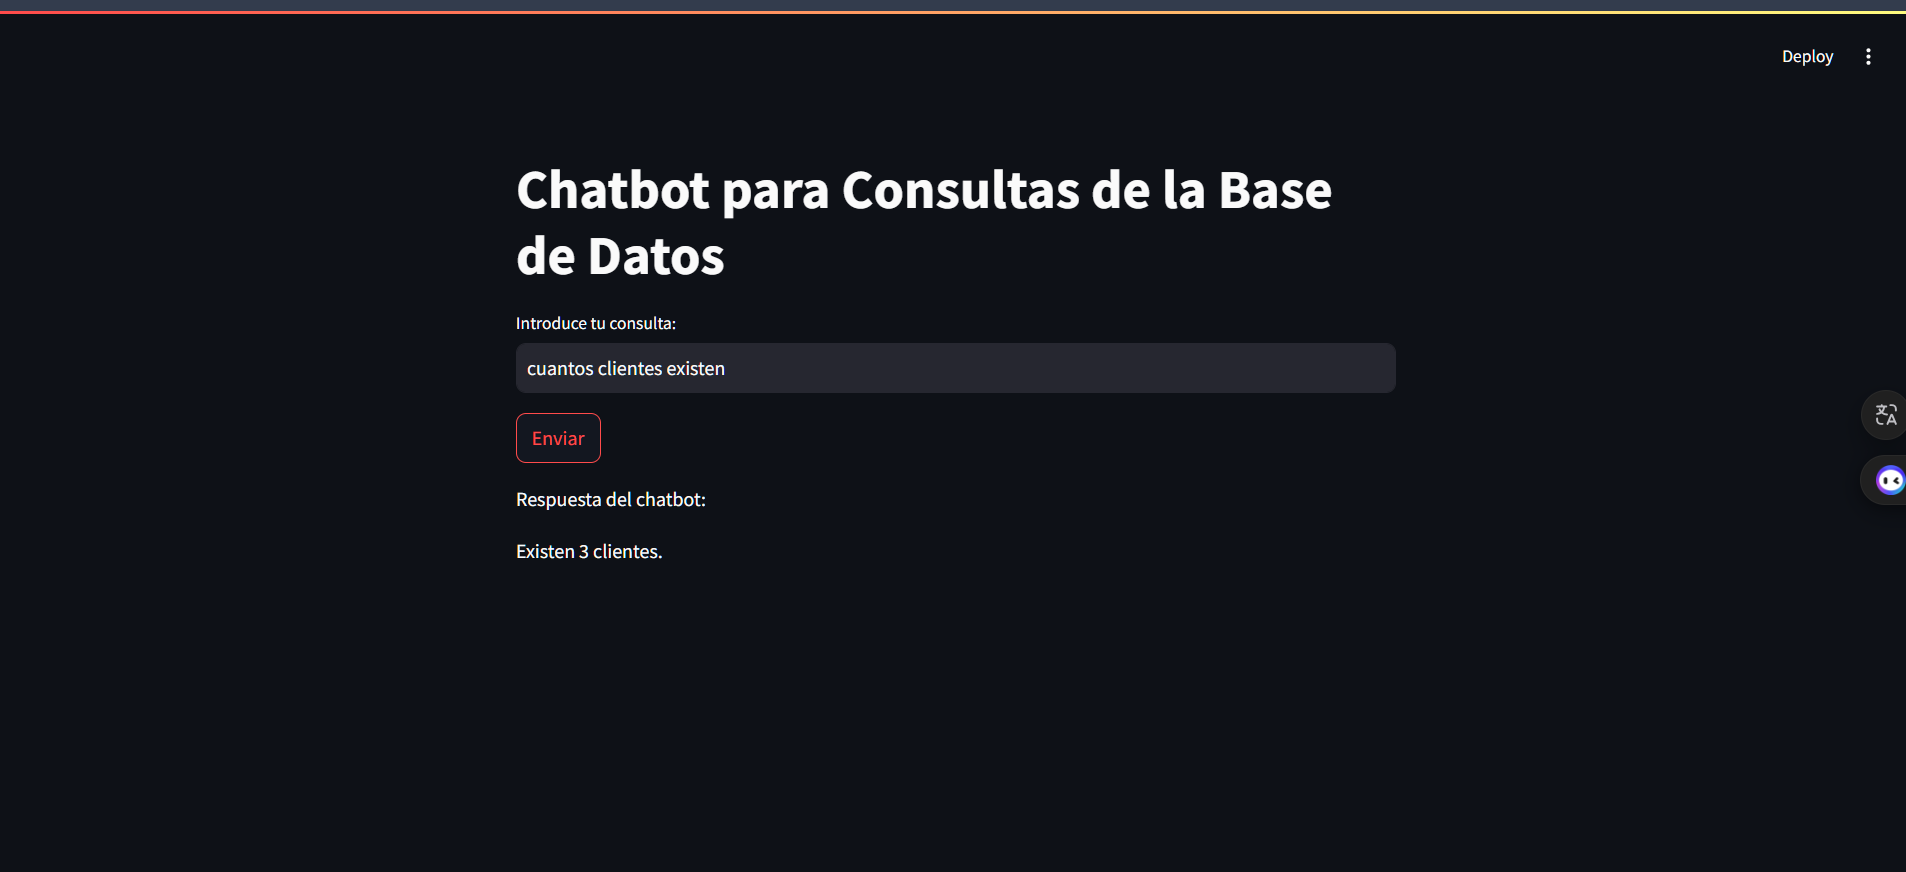 Deploy
Chatbot para Consultas de la Base
de Datos
Introduce tu consulta:
cuantos clientes existen
Enviar
Respuesta del chatbot:
Existen 3 clientes.